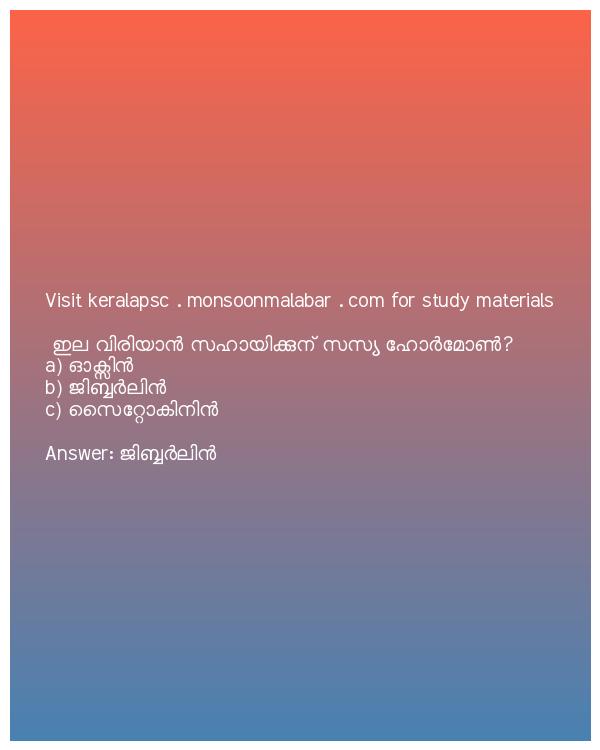 Visit keralapsc . monsoonmalabar . com for study materials
ഇല വിരിയാൻ സഹായിക്കുന് സസ്യ ഹോർമോൺ?
a) ഓക്സിൻ
b) ജിബ്ബർലിൻ
c) സൈറ്റോകിനിൻ
Answer: ജിബ്ബർലിൻ